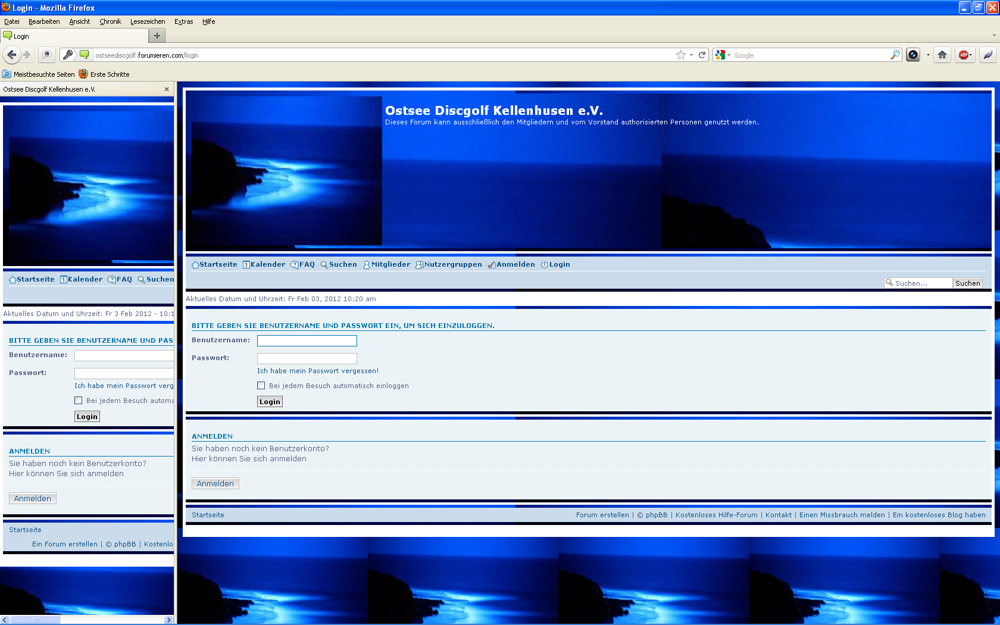 Login - Mozilla Firefox
Datei Bearbeiten Ansicht Chronik Lesezeichen Extras Hilfe
Login
ostseediscgolf.forumieren.com/login
Google
ABP
Meistbesuchte Seiten Erste Schritte
Ostsee Discgolf Kellenhusen e.V.
Startseite 1 Kalender FAQ Suchen
Aktuelles Datum und Uhrzeit: Fr 3 Feb 2012 - 10:1
BITTE GEBEN SIE BENUTZERNAME UND PAS
Benutzername:
Passwort:
Ich habe mein Passwort verg
Bei jedem Besuch automa
Login
ANMELDEN
Sie haben noch kein Benutzerkonto?
Hier können Sie sich anmelden
Anmelden
Startseite
Ein Forum erstellen | © phpBB | Kostenlo
Ostsee Discgolf Kellenhusen e.V.
Dieses Forum kann ausschließlich den Mitgliedern und vom Vorstand authorisierten Personen genutzt werden.
Startseite 1 Kalender FAQ Suchen Mitglieder Nutzergruppen Anmelden Login
Suchen... Suchen
Aktuelles Datum und Uhrzeit: Fr Feb 03, 2012 10:20 am
BITTE GEBEN SIE BENUTZERNAME UND PASSWORT EIN, UM SICH EINZULOGGEN.
Benutzername:
Passwort:
Ich habe mein Passwort vergessen!
Bei jedem Besuch automatisch einloggen
Login
ANMELDEN
Sie haben noch kein Benutzerkonto?
Hier können Sie sich anmelden
Anmelden
Startseite
Forum erstellen | © phpBB | Kostenloses Hilfe-Forum | Kontakt | Einen Missbrauch melden | Ein kostenloses Blog haben